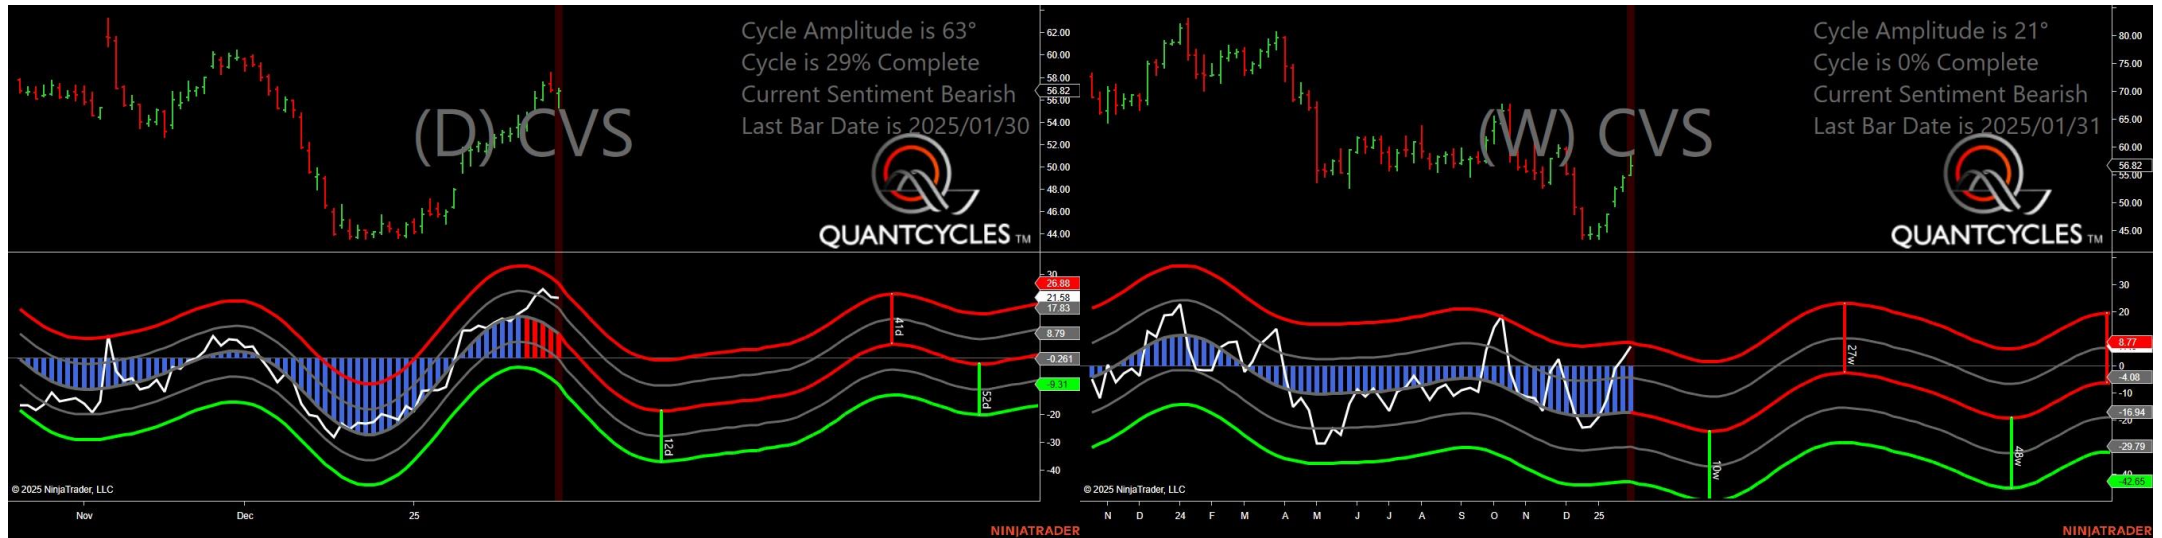 Cycle Amplitude is 63°
Cycle is 29% Complete
Current Sentiment Bearish
Last Bar Date is 2025/01/30
(D) CVS
QUANTCYCLES TM
62.00
60.00
58.00
56.82
56.00
54.00
52.00
50.00
48.00
46.00
44.00
30
26.88
21.58
17.83
8.79
-0.261
-9.31
-20
-30
-40
41d
52d
12d
© 2025 NinjaTrader, LLC
Nov
Dec
25
NINJATRADER
Cycle Amplitude is 21°
Cycle is 0% Complete
Current Sentiment Bearish
Last Bar Date is 2025/01/31
(W) CVS
QUANTCYCLES TM
80.00
75.00
70.00
65.00
60.00
56.82
55.00
50.00
45.00
30
20
8.77
0
-4.08
-10
-16.94
-20
-29.79
-40
-42.65
27w
48w
10w
© 2025 NinjaTrader, LLC
N D 24 F M A M J J A S O N D 25
NINJATRADER